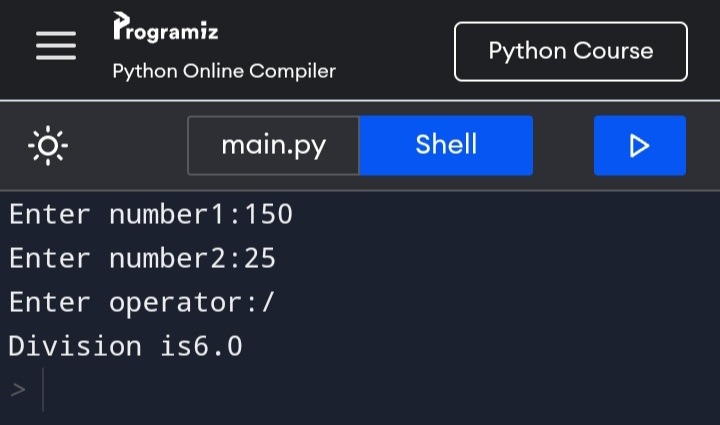 Programiz
Python Online Compiler
Python Course
main.py
Shell
Enter number1:150
Enter number2:25
Enter operator:/
Division is6.0
>